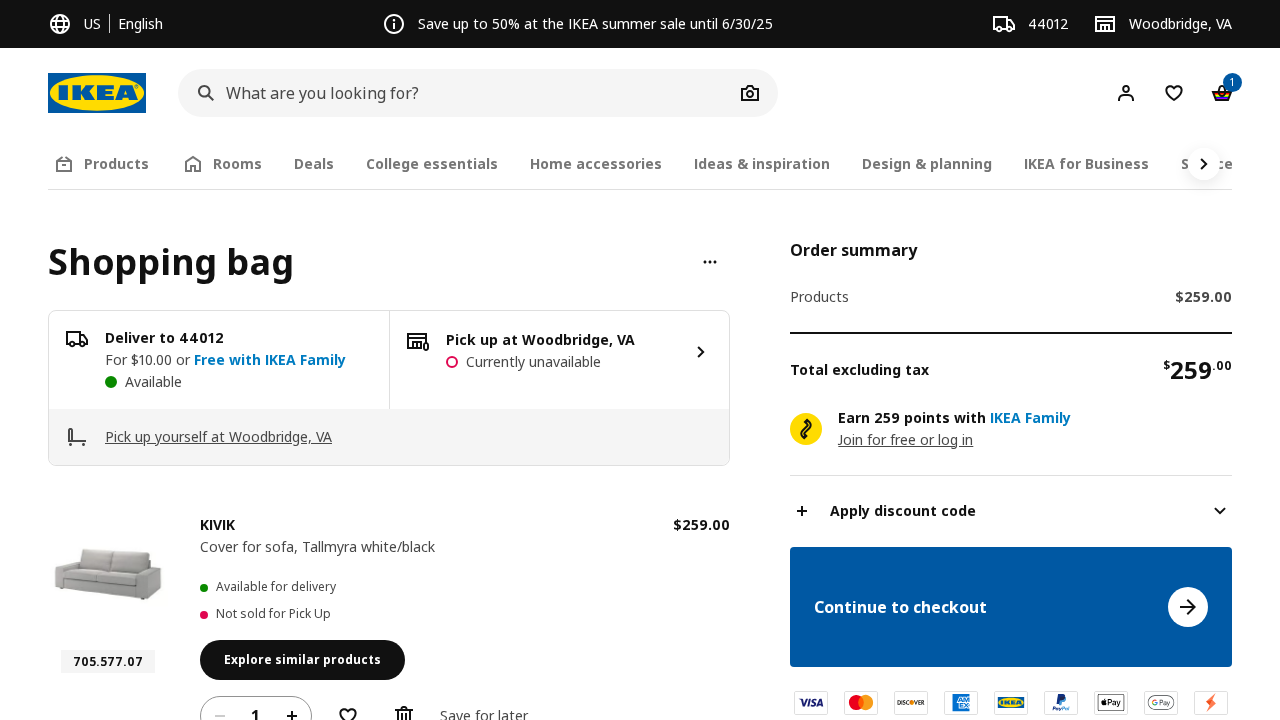 US | English
Save up to 50% at the IKEA summer sale until 6/30/25
44012
Woodbridge, VA
IKEA
What are you looking for?
1
Products
Rooms
Deals
College essentials
Home accessories
Ideas & inspiration
Design & planning
IKEA for Business
Shopping bag
Deliver to 44012
For $10.00 or Free with IKEA Family
Available
Pick up at Woodbridge, VA
Currently unavailable
Pick up yourself at Woodbridge, VA
KIVIK
$259.00
Cover for sofa, Tallmyra white/black
Available for delivery
Not sold for Pick Up
Explore similar products
705.577.07
1
Save for later
Order summary
Products
$259.00
Total excluding tax
$259.00
Earn 259 points with IKEA Family
Join for free or log in
Apply discount code
Continue to checkout
VISA
mastercard
DISCOVER
AMEX
IKEA
PayPal
Pay
G Pay